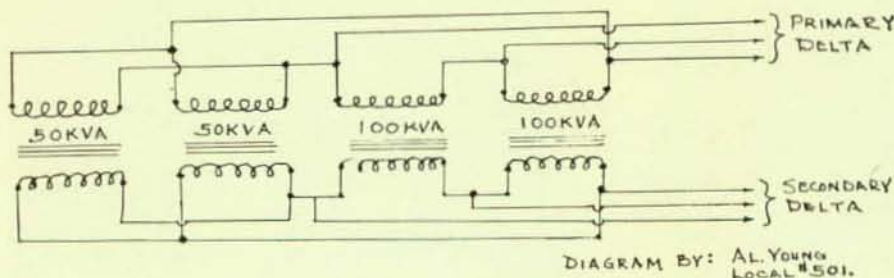 PRIMARY
DELTA
50KVA
50KVA
100KVA
100KVA
SECONDARY
DELTA
DIAGRAM BY: AL. YOUNG
LOCAL #501.